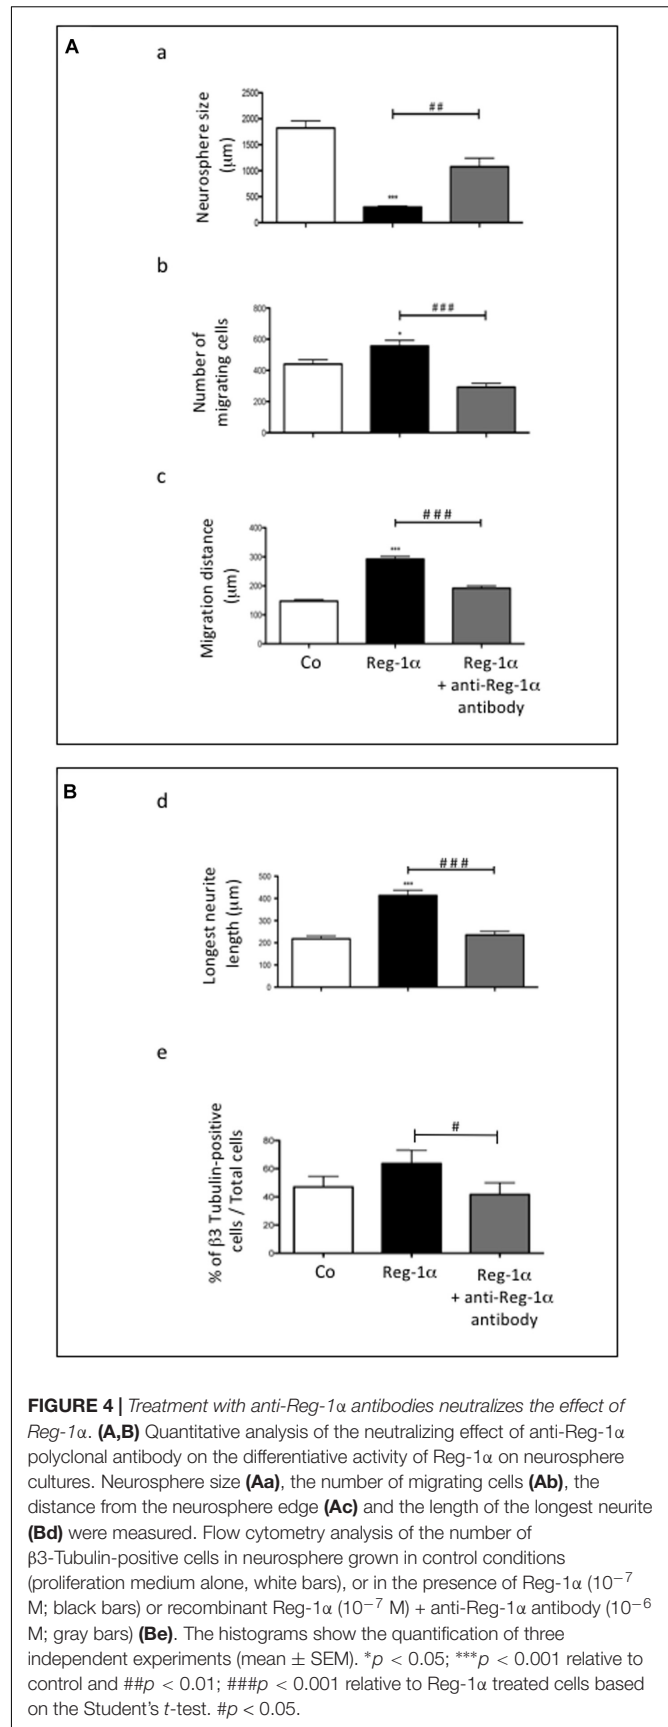 A
a
Neurosphere size
(μm)
2500
2000
1500
1000
500
0
##
***
b
Number of
migrating cells
800
600
400
200
0
###
*
c
Migration distance
(μm)
400
300
200
100
0
###
***
Co
Reg-1α
Reg-1α
+ anti-Reg-1α
antibody
B
d
Longest neurite
length (μm)
500
400
300
200
100
0
###
***
e
% of β3 Tubulin-positive
cells / Total cells
80
60
40
20
0
#
Co
Reg-1α
Reg-1α
+ anti-Reg-1α
antibody
FIGURE 4 | Treatment with anti-Reg-1α antibodies neutralizes the effect of
Reg-1α. (A,B) Quantitative analysis of the neutralizing effect of anti-Reg-1α
polyclonal antibody on the differentiative activity of Reg-1α on neurosphere
cultures. Neurosphere size (Aa), the number of migrating cells (Ab), the
distance from the neurosphere edge (Ac) and the length of the longest neurite
(Bd) were measured. Flow cytometry analysis of the number of
β3-Tubulin-positive cells in neurosphere grown in control conditions
(proliferation medium alone, white bars), or in the presence of Reg-1α (10⁻⁷
M; black bars) or recombinant Reg-1α (10⁻⁷ M) + anti-Reg-1α antibody (10⁻⁶
M; gray bars) (Be). The histograms show the quantification of three
independent experiments (mean ± SEM). *p < 0.05; ***p < 0.001 relative to
control and ##p < 0.01; ###p < 0.001 relative to Reg-1α treated cells based
on the Student's t-test. #p < 0.05.